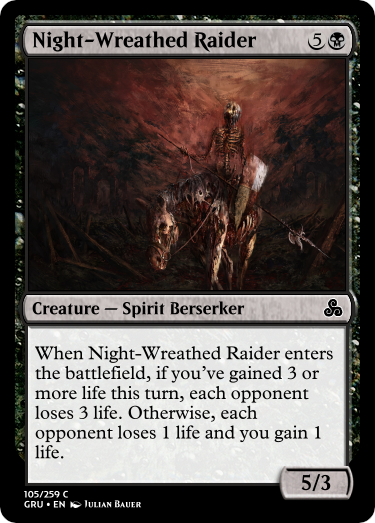 Night-Wreathed Raider 5
Creature — Spirit Berserker
When Night-Wreathed Raider enters
the battlefield, if you've gained 3 or
more life this turn, each opponent
loses 3 life. Otherwise, each
opponent loses 1 life and you gain 1
life.
5/3
105/259 C
GRU • EN Julian Bauer